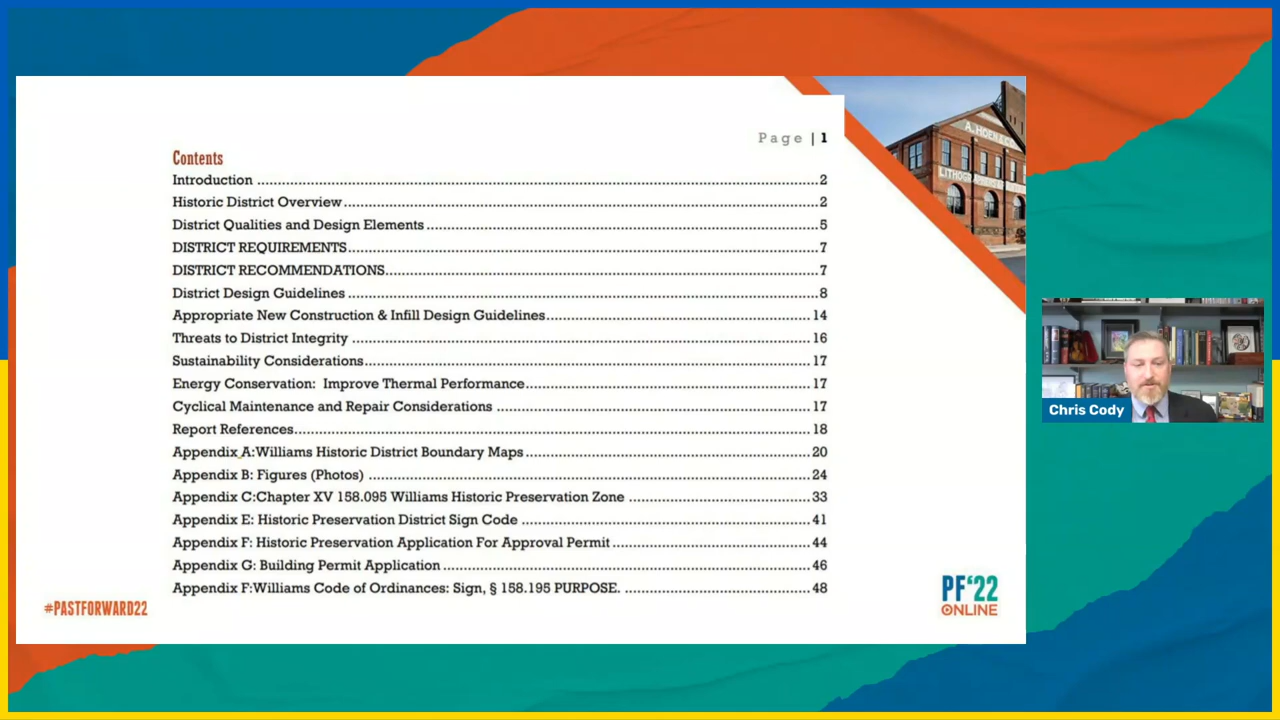 Page | 1
Contents
Introduction ........ 2
Historic District Overview ........ 2
District Qualities and Design Elements ........ 5
DISTRICT REQUIREMENTS ........ 7
DISTRICT RECOMMENDATIONS ........ 7
District Design Guidelines ........ 8
Appropriate New Construction & Infill Design Guidelines ........ 14
Threats to District Integrity ........ 16
Sustainability Considerations ........ 17
Energy Conservation: Improve Thermal Performance ........ 17
Cyclical Maintenance and Repair Considerations ........ 17
Report References ........ 18
Appendix A:Williams Historic District Boundary Maps ........ 20
Appendix B: Figures (Photos) ........ 24
Appendix C:Chapter XV 158.095 Williams Historic Preservation Zone ........ 33
Appendix E: Historic Preservation District Sign Code ........ 41
Appendix F: Historic Preservation Application For Approval Permit ........ 44
Appendix G: Building Permit Application ........ 46
Appendix F:Williams Code of Ordinances: Sign, § 158.195 PURPOSE. ........ 48
#PASTFORWARD22
PF‘22
ONLINE
A. HOEN & C
LITHOGRAPH
Chris Cody